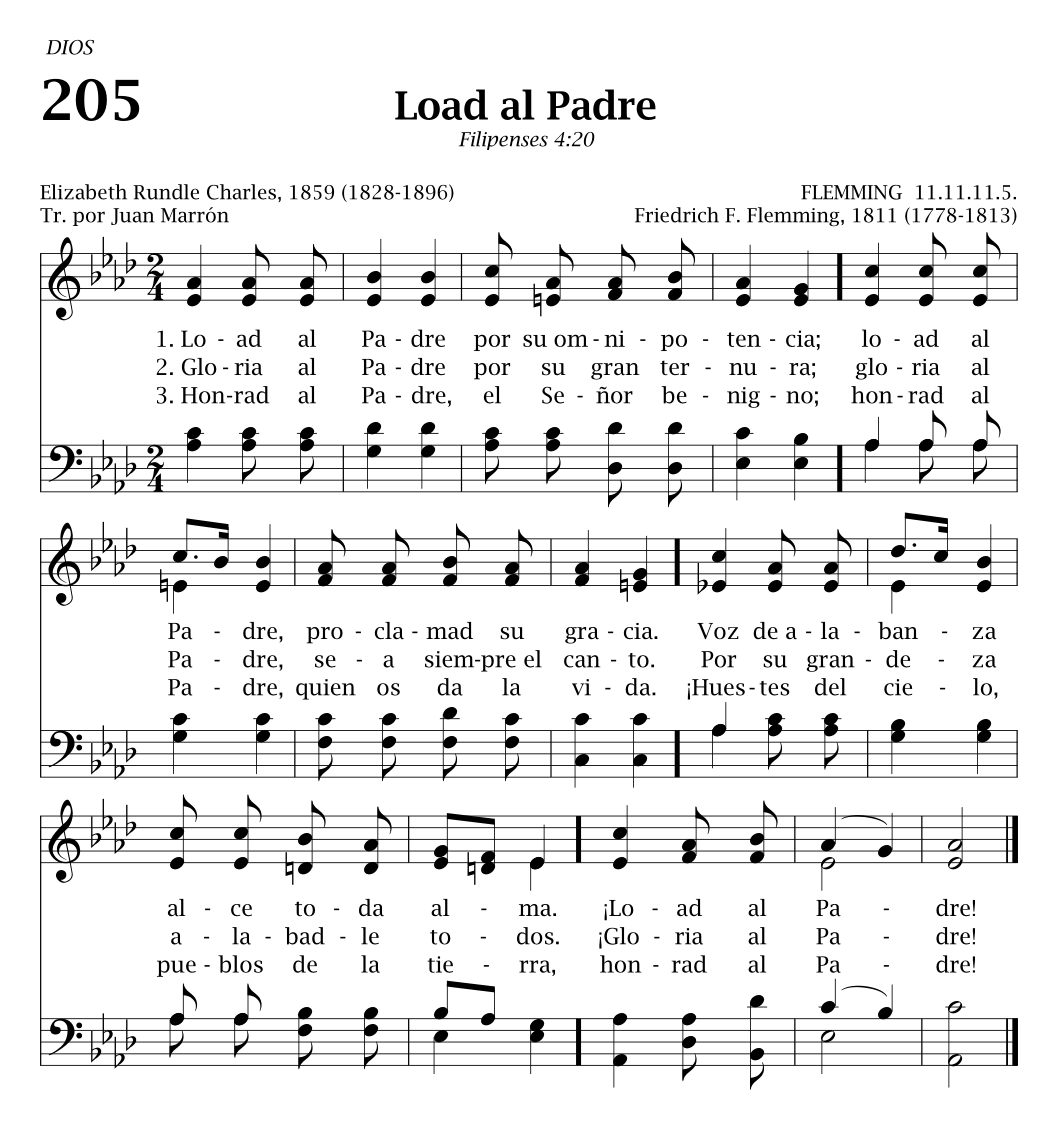 DIOS
205
Load al Padre
Filipenses 4:20
Elizabeth Rundle Charles, 1859 (1828-1896)
FLEMMING 11.11.11.5.
Tr. por Juan Marrón
Friedrich F. Flemming, 1811 (1778-1813)
2 4
1. Lo - ad al Pa - dre por su om - ni - po - ten - cia; lo - ad al
2. Glo - ria al Pa - dre por su gran ter - nu - ra; glo - ria al
3. Hon - rad al Pa - dre, el Se - ñor be - nig - no; hon - rad al
2 4
Pa - dre, pro - cla - mad su gra - cia. Voz de a - la - ban - za
Pa - dre, se - a siem - pre el can - to. Por su gran - de - za
Pa - dre, quien os da la vi - da. ¡Hues - tes del cie - lo,
al - ce to - da al - ma. ¡Lo - ad al Pa - dre!
a - la - bad - le to - dos. ¡Glo - ria al Pa - dre!
pue - blos de la tie - rra, hon - rad al Pa - dre!